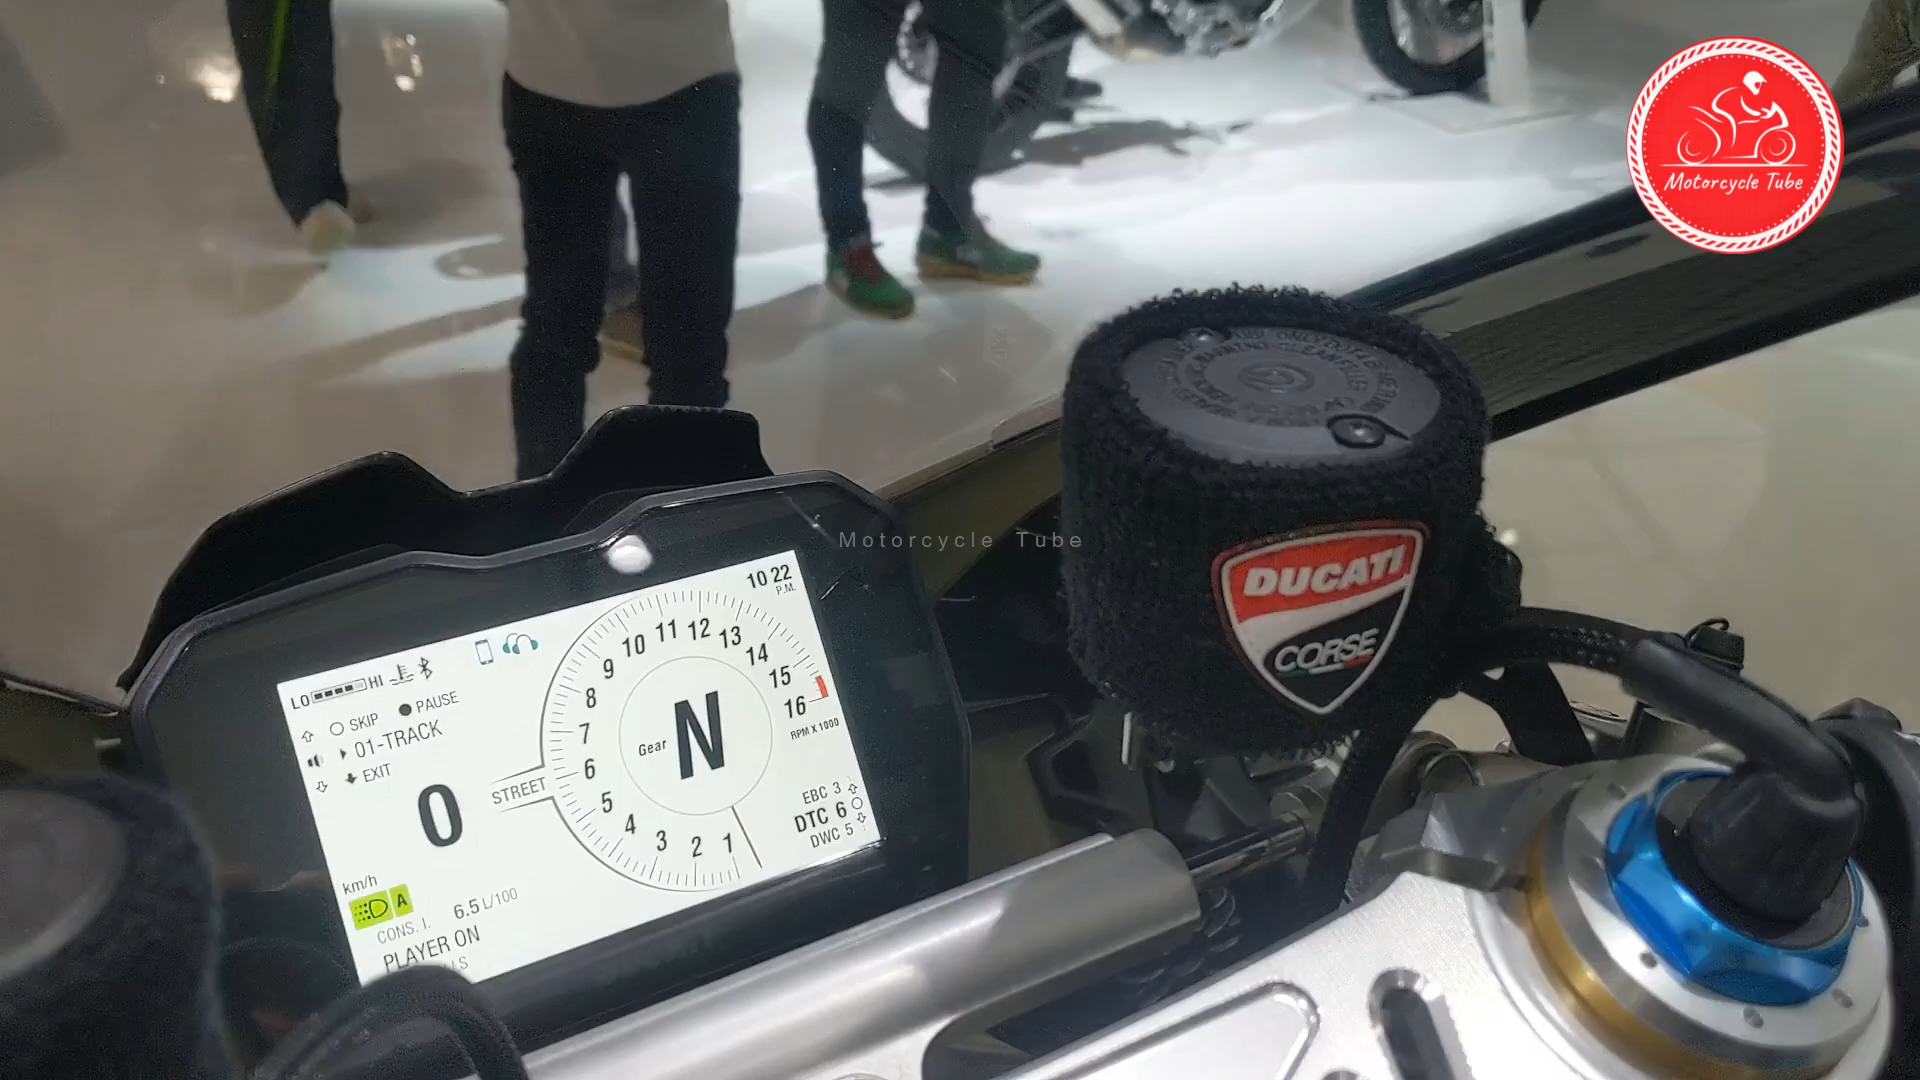 Motorcycle Tube
Motorcycle Tube
DUCATI
CORSE
10 22
P.M.
LO HI
SKIP PAUSE
01-TRACK
EXIT
0
km/h
A
CONS. I. 6.5 L/100
PLAYER ON
STREET
Gear N
1 2 3 4 5 6 7 8 9 10 11 12 13 14 15 16
RPM X 1000
EBC 3
DTC 6
DWC 5